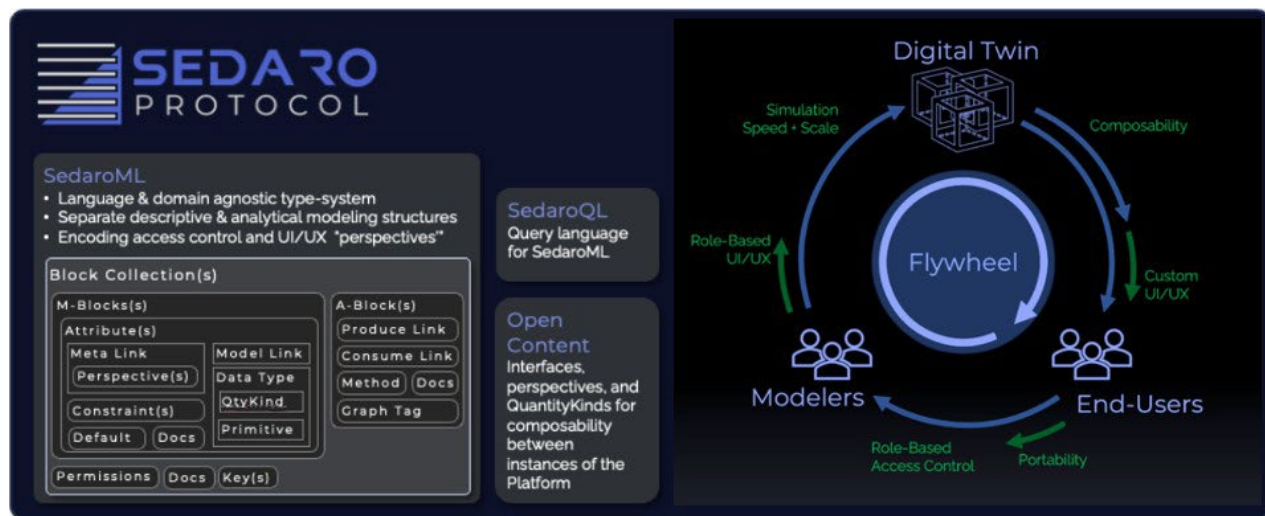 SEDARO
PROTOCOL
SedaroML
• Language & domain agnostic type-system
• Separate descriptive & analytical modeling structures
• Encoding access control and UI/UX "perspectives'"
Block Collection(s)
M-Blocks(s)
Attribute(s)
Meta Link
Perspective(s)
Constraint(s)
Default
Docs
Model Link
Data Type
QtyKind
Primitive
A-Block(s)
Produce Link
Consume Link
Method
Docs
Graph Tag
Permissions
Docs
Key(s)
SedaroQL
Query language
for SedaroML
Open
Content
Interfaces,
perspectives, and
QuantityKinds for
composability
between
instances of the
Platform
Digital Twin
Simulation
Speed + Scale
Composability
Role-Based
UI/UX
Flywheel
Custom
UI/UX
Modelers
End-Users
Role-Based
Access Control
Portability